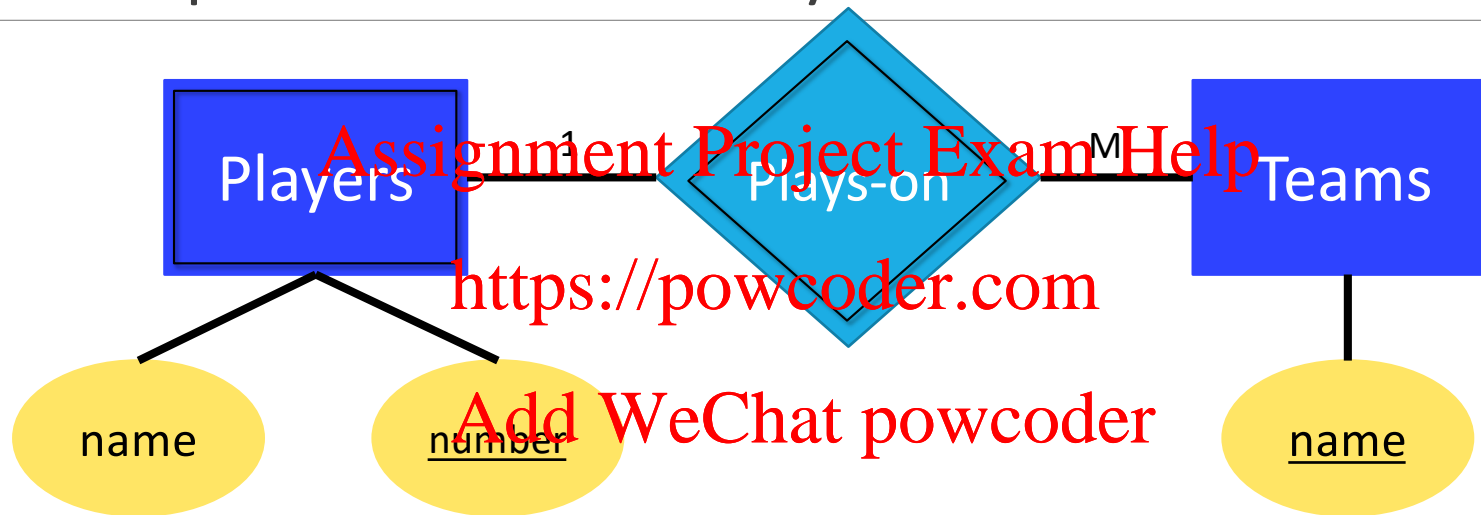 Players
1
Plays-on
M
Teams
Assignment Project Exam Help
https://powcoder.com
Add WeChat powcoder
name
number
name